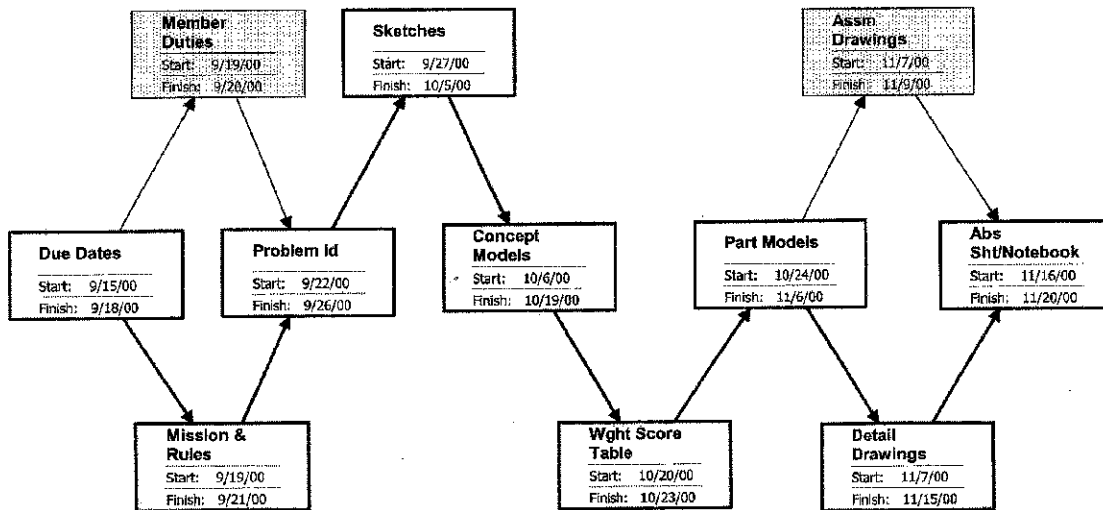 Member
Duties
Start: 9/19/00
Finish: 9/20/00
Sketches
Start: 9/27/00
Finish: 10/5/00
Assm
Drawings
Start: 11/7/00
Finish: 11/9/00
Due Dates
Start: 9/15/00
Finish: 9/18/00
Problem Id
Start: 9/22/00
Finish: 9/26/00
Concept
Models
Start: 10/6/00
Finish: 10/19/00
Part Models
Start: 10/24/00
Finish: 11/6/00
Abs
Sht/Notebook
Start: 11/16/00
Finish: 11/20/00
Mission &
Rules
Start: 9/19/00
Finish: 9/21/00
Wght Score
Table
Start: 10/20/00
Finish: 10/23/00
Detail
Drawings
Start: 11/7/00
Finish: 11/15/00